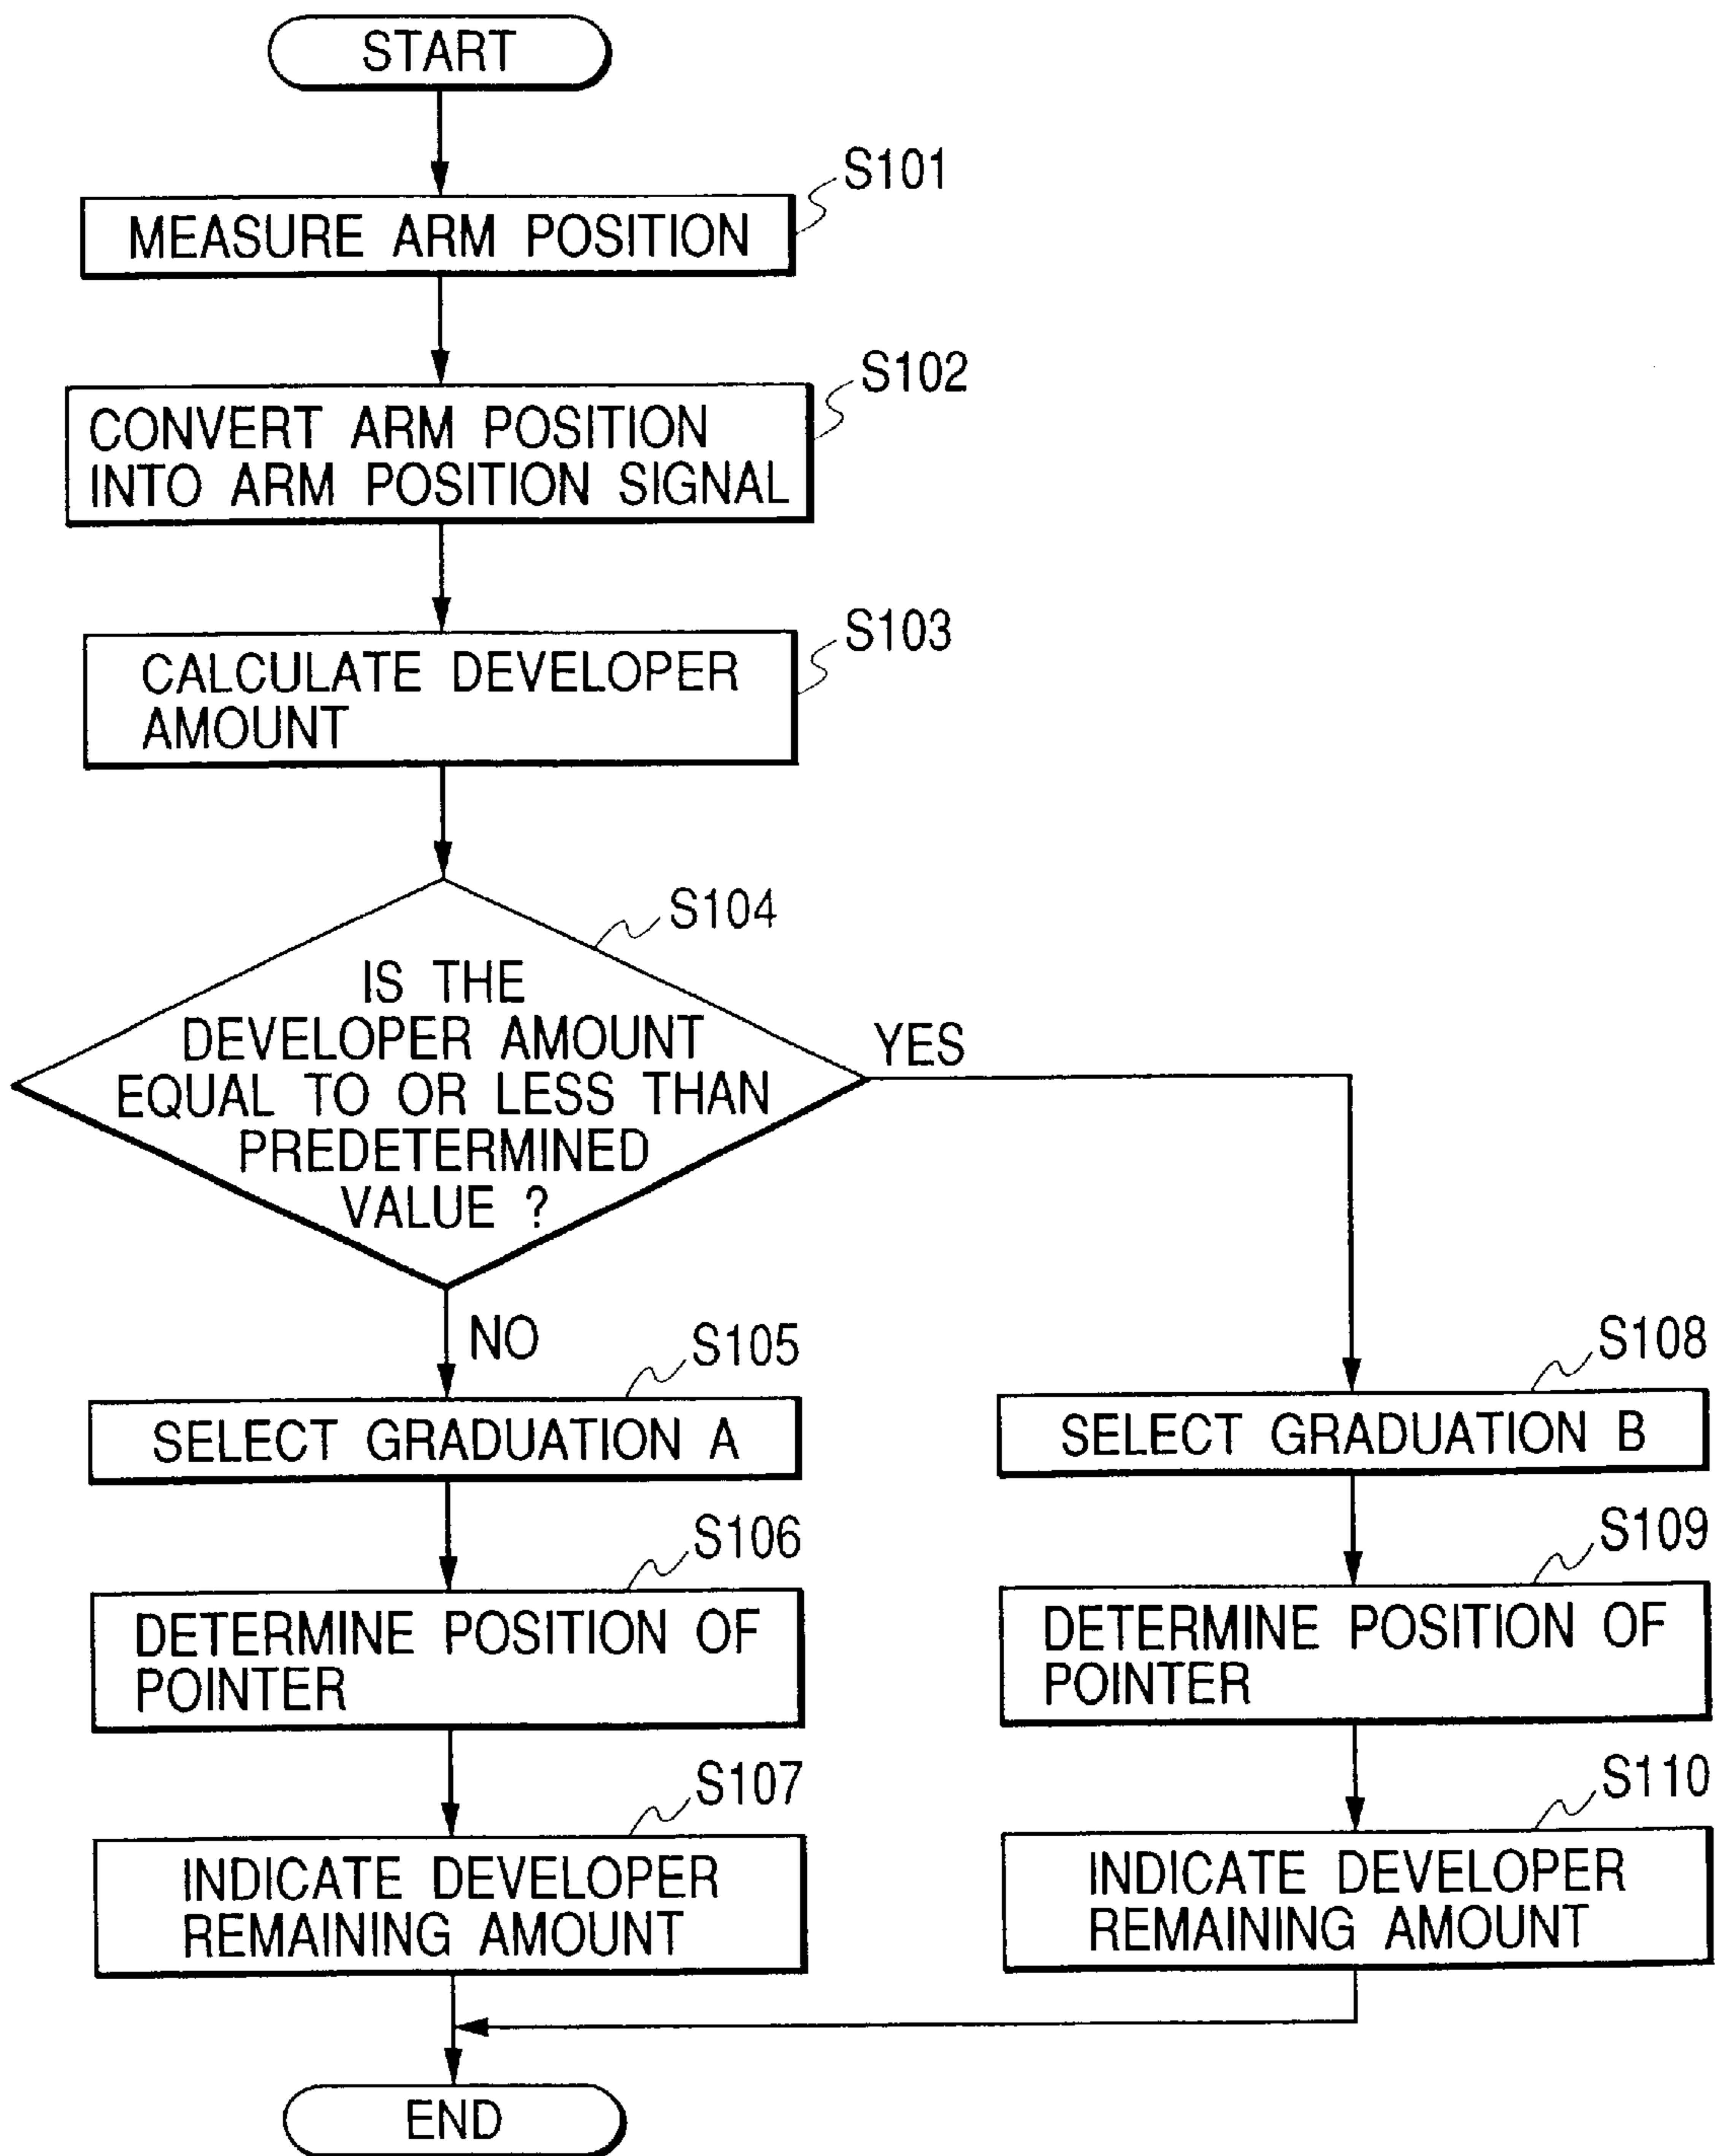 START
S101
MEASURE ARM POSITION
S102
CONVERT ARM POSITION
INTO ARM POSITION SIGNAL
S103
CALCULATE DEVELOPER
AMOUNT
S104
IS THE
DEVELOPER AMOUNT
EQUAL TO OR LESS THAN
PREDETERMINED
VALUE ?
YES
NO
S105
SELECT GRADUATION A
S106
DETERMINE POSITION OF
POINTER
S107
INDICATE DEVELOPER
REMAINING AMOUNT
S108
SELECT GRADUATION B
S109
DETERMINE POSITION OF
POINTER
S110
INDICATE DEVELOPER
REMAINING AMOUNT
END